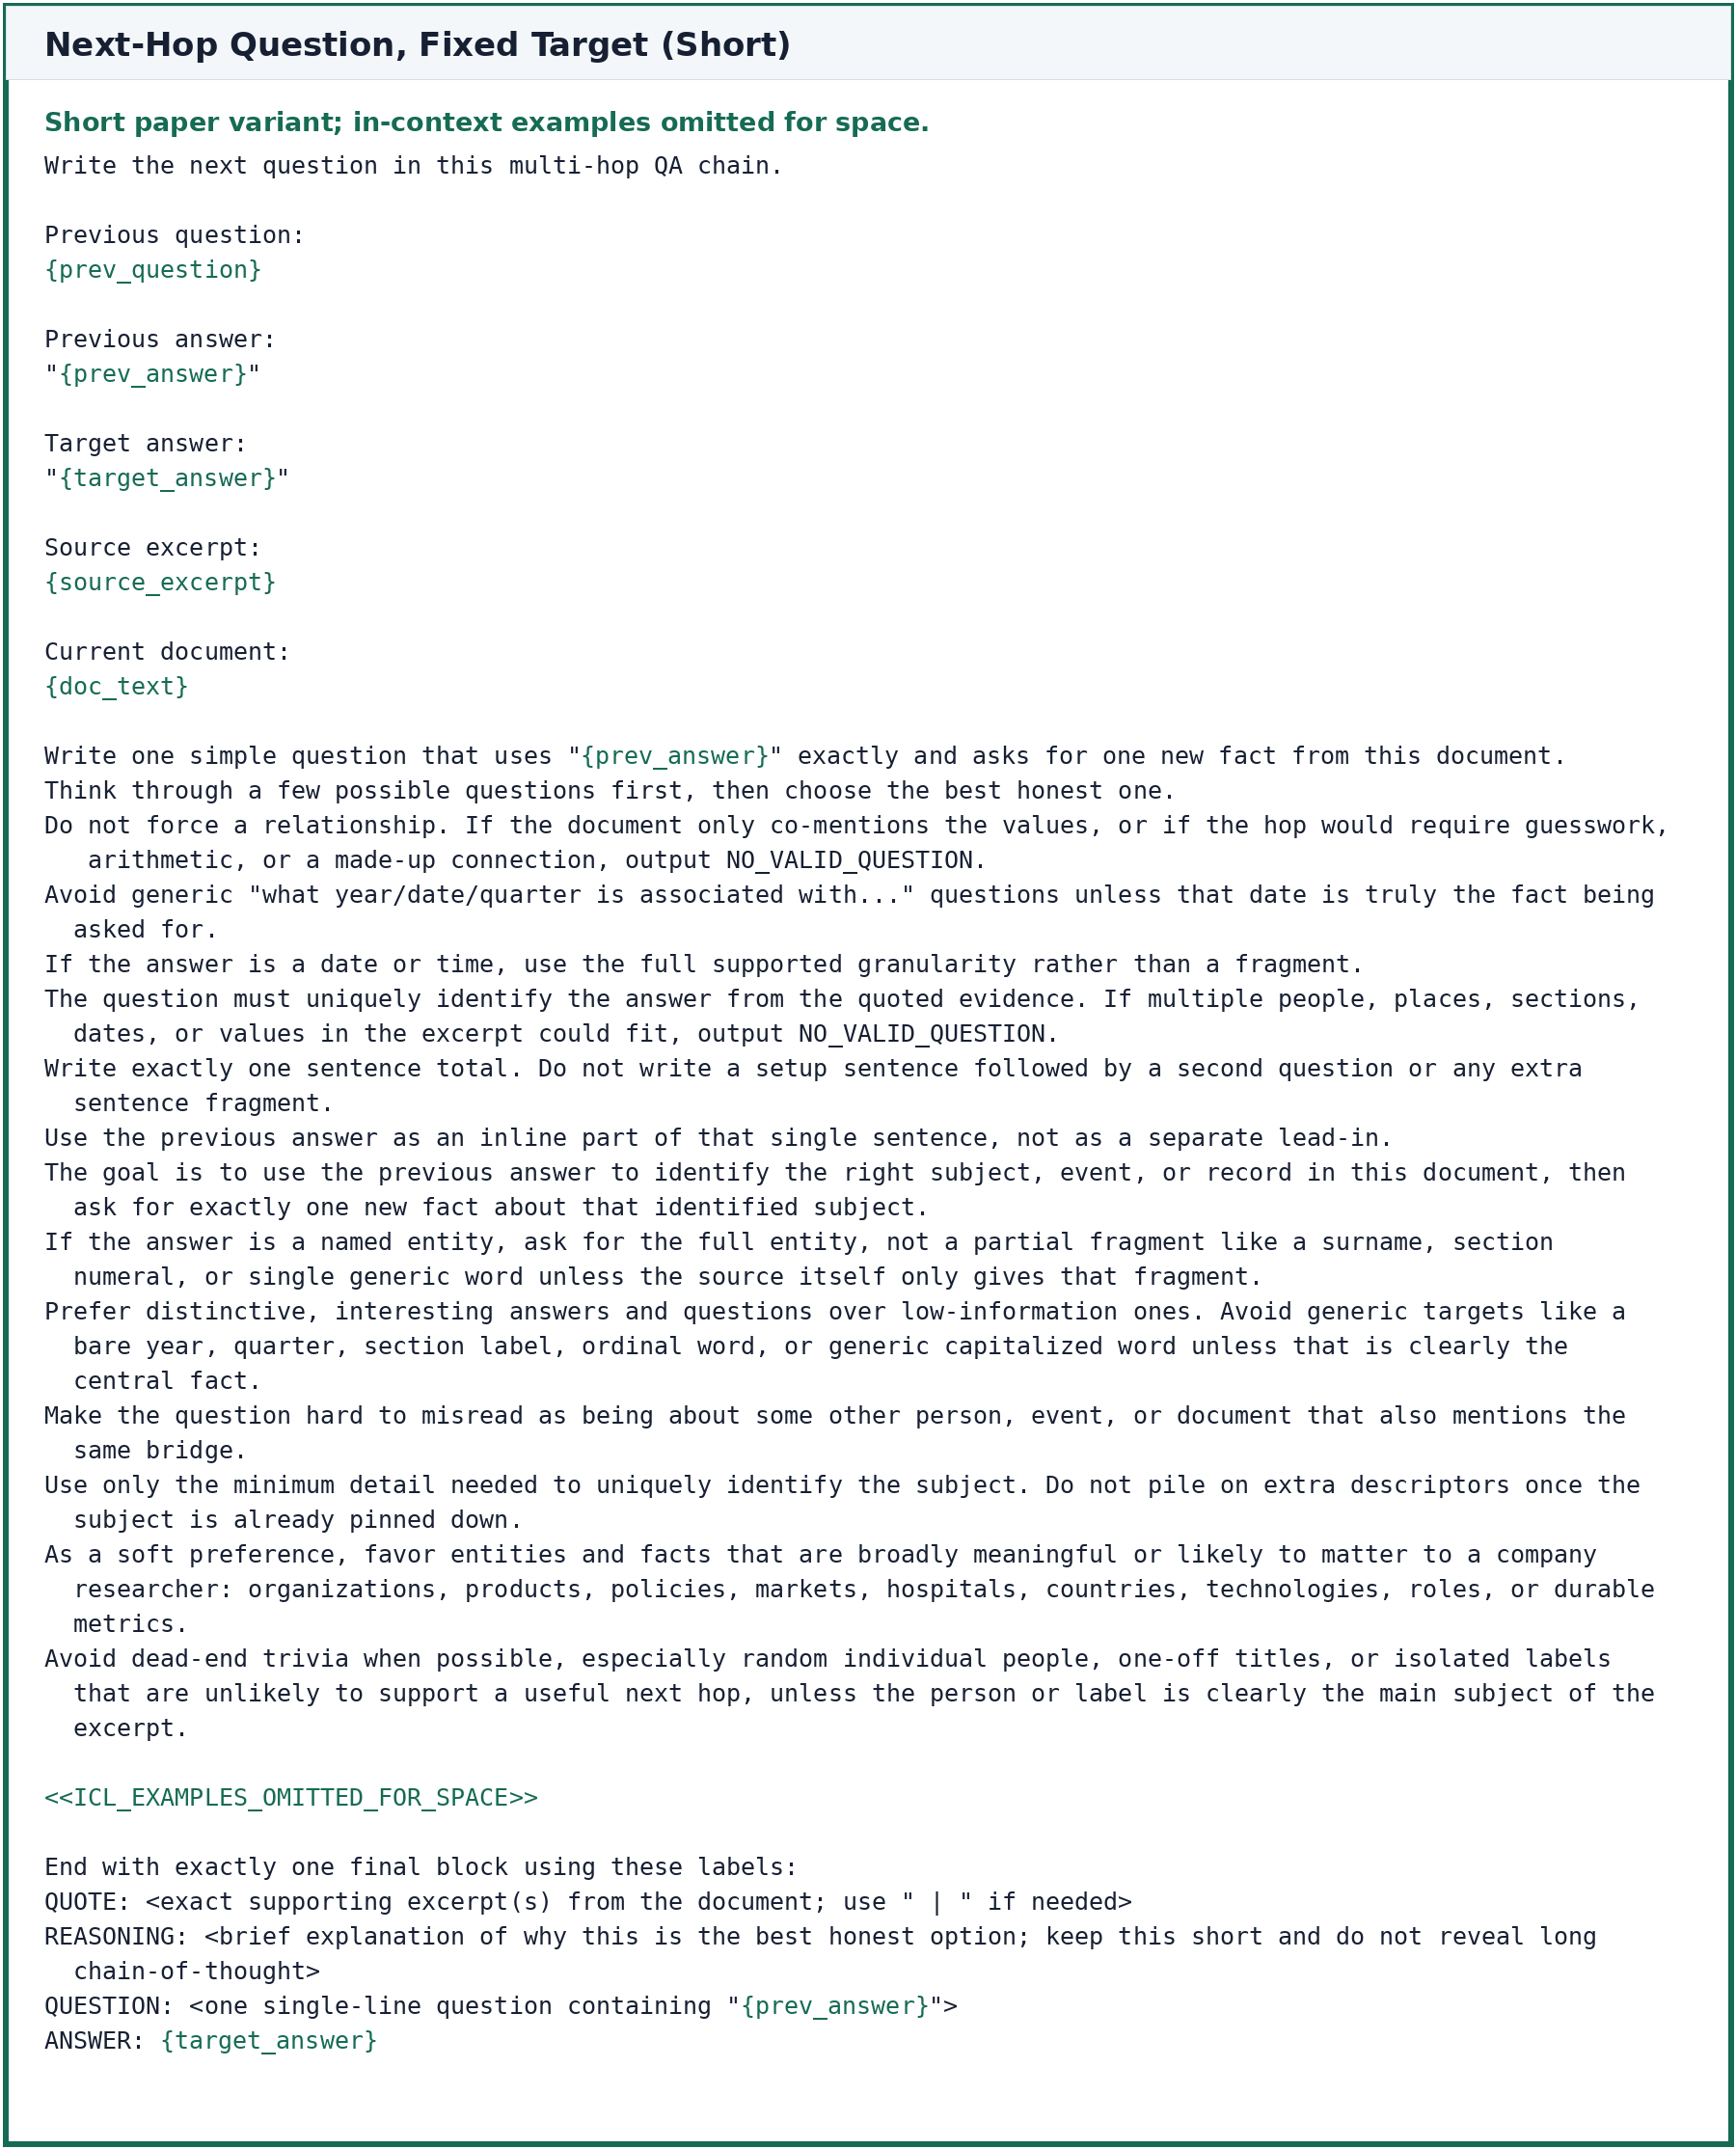 Next-Hop Question, Fixed Target (Short)
Short paper variant; in-context examples omitted for space.
Write the next question in this multi-hop QA chain.
Previous question:
{prev_question}
Previous answer:
"{prev_answer}"
Target answer:
"{target_answer}"
Source excerpt:
{source_excerpt}
Current document:
{doc_text}
Write one simple question that uses "{prev_answer}" exactly and asks for one new fact from this document.
Think through a few possible questions first, then choose the best honest one.
Do not force a relationship. If the document only co-mentions the values, or if the hop would require guesswork,
arithmetic, or a made-up connection, output NO_VALID_QUESTION.
Avoid generic "what year/date/quarter is associated with..." questions unless that date is truly the fact being
asked for.
If the answer is a date or time, use the full supported granularity rather than a fragment.
The question must uniquely identify the answer from the quoted evidence. If multiple people, places, sections,
dates, or values in the excerpt could fit, output NO_VALID_QUESTION.
Write exactly one sentence total. Do not write a setup sentence followed by a second question or any extra
sentence fragment.
Use the previous answer as an inline part of that single sentence, not as a separate lead-in.
The goal is to use the previous answer to identify the right subject, event, or record in this document, then
ask for exactly one new fact about that identified subject.
If the answer is a named entity, ask for the full entity, not a partial fragment like a surname, section
numeral, or single generic word unless the source itself only gives that fragment.
Prefer distinctive, interesting answers and questions over low-information ones. Avoid generic targets like a
bare year, quarter, section label, ordinal word, or generic capitalized word unless that is clearly the
central fact.
Make the question hard to misread as being about some other person, event, or document that also mentions the
same bridge.
Use only the minimum detail needed to uniquely identify the subject. Do not pile on extra descriptors once the
subject is already pinned down.
As a soft preference, favor entities and facts that are broadly meaningful or likely to matter to a company
researcher: organizations, products, policies, markets, hospitals, countries, technologies, roles, or durable
metrics.
Avoid dead-end trivia when possible, especially random individual people, one-off titles, or isolated labels
that are unlikely to support a useful next hop, unless the person or label is clearly the main subject of the
excerpt.
<<ICL_EXAMPLES_OMITTED_FOR_SPACE>>
End with exactly one final block using these labels:
QUOTE: <exact supporting excerpt(s) from the document; use " | " if needed>
REASONING: <brief explanation of why this is the best honest option; keep this short and do not reveal long
chain-of-thought>
QUESTION: <one single-line question containing "{prev_answer}">
ANSWER: {target_answer}